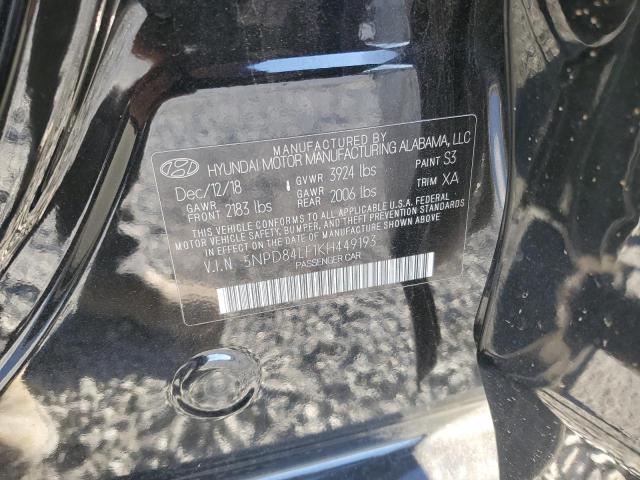 MANUFACTURED BY
HYUNDAI MOTOR MANUFACTURING ALABAMA, LLC
Dec/12/18 GVWR 3924 lbs PAINT S3
GAWR FRONT 2183 lbs GAWR REAR 2006 lbs TRIM XA
THIS VEHICLE CONFORMS TO ALL APPLICABLE U.S.A. FEDERAL
MOTOR VEHICLE SAFETY, BUMPER, AND THEFT PREVENTION STANDARDS
IN EFFECT ON THE DATE OF MANUFACTURE SHOWN ABOVE.
V.I.N 5NPD84LF1KH449193
PASSENGER CAR